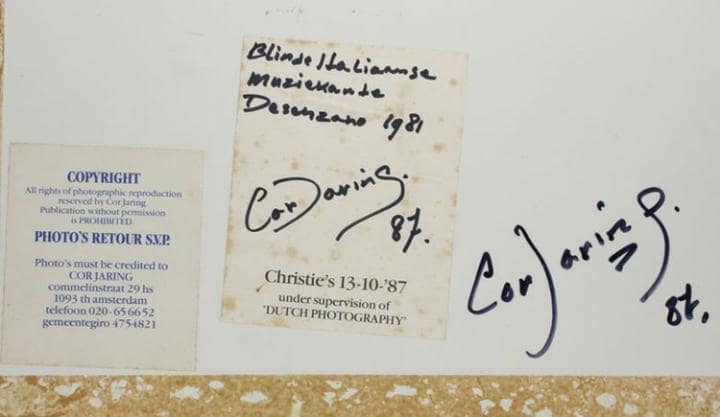 COPYRIGHT
All rights of photographic reproduction
reserved by Cor Jaring
Publication without permission
is PROHIBITED
PHOTO'S RETOUR S.V.P.
Photo's must be credited to
COR JARING
commelinstraat 29 hs
1093 th amsterdam
telefoon 020-656652
gemeentegiro 4754821
Blinde Italiaanse
Muziekante
Desenzano 1981
Cor Jaring.
87.
Christie's 13-10-'87
under supervision of
'DUTCH PHOTOGRAPHY'
Cor Jaring.
87.